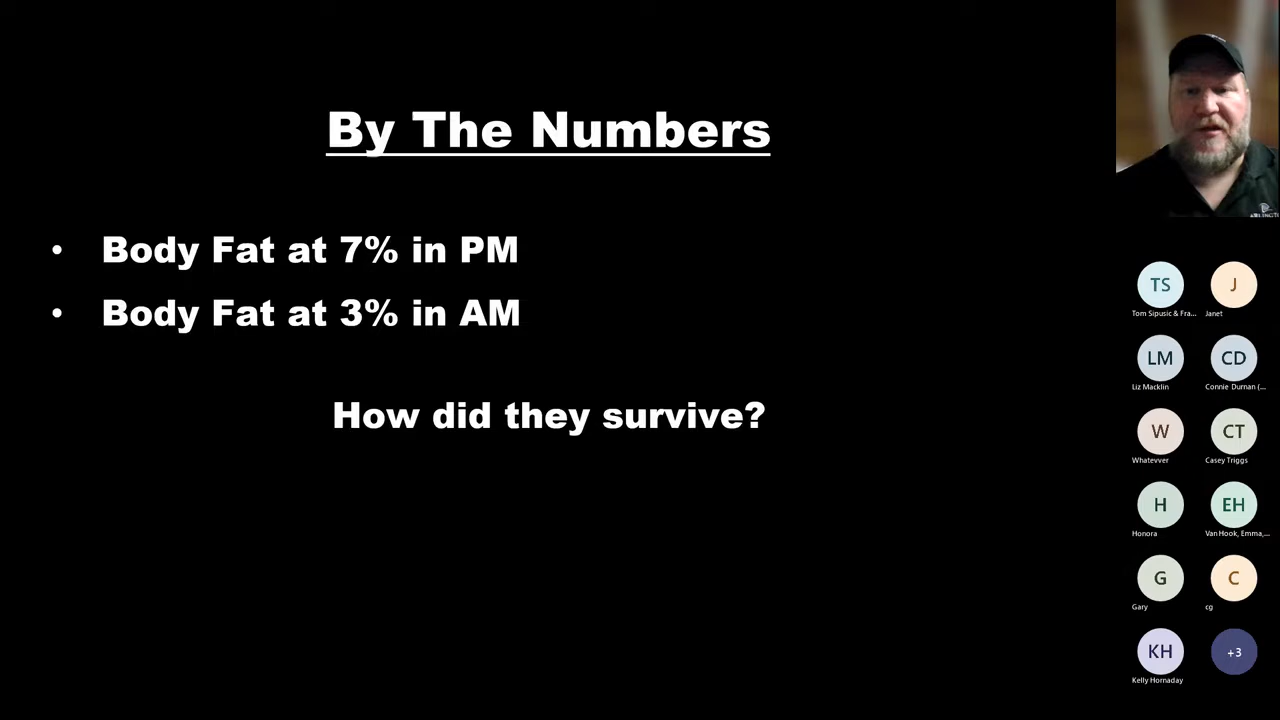 By The Numbers
• Body Fat at 7% in PM
• Body Fat at 3% in AM
How did they survive?
TS
Tom Sipusic & Fra...
J
Janet
LM
Liz Macklin
CD
Connie Durnan (...
W
Whatevver
CT
Casey Triggs
H
Honora
EH
Van Hook, Emma,...
G
Gary
C
cg
KH
Kelly Hornaday
+3